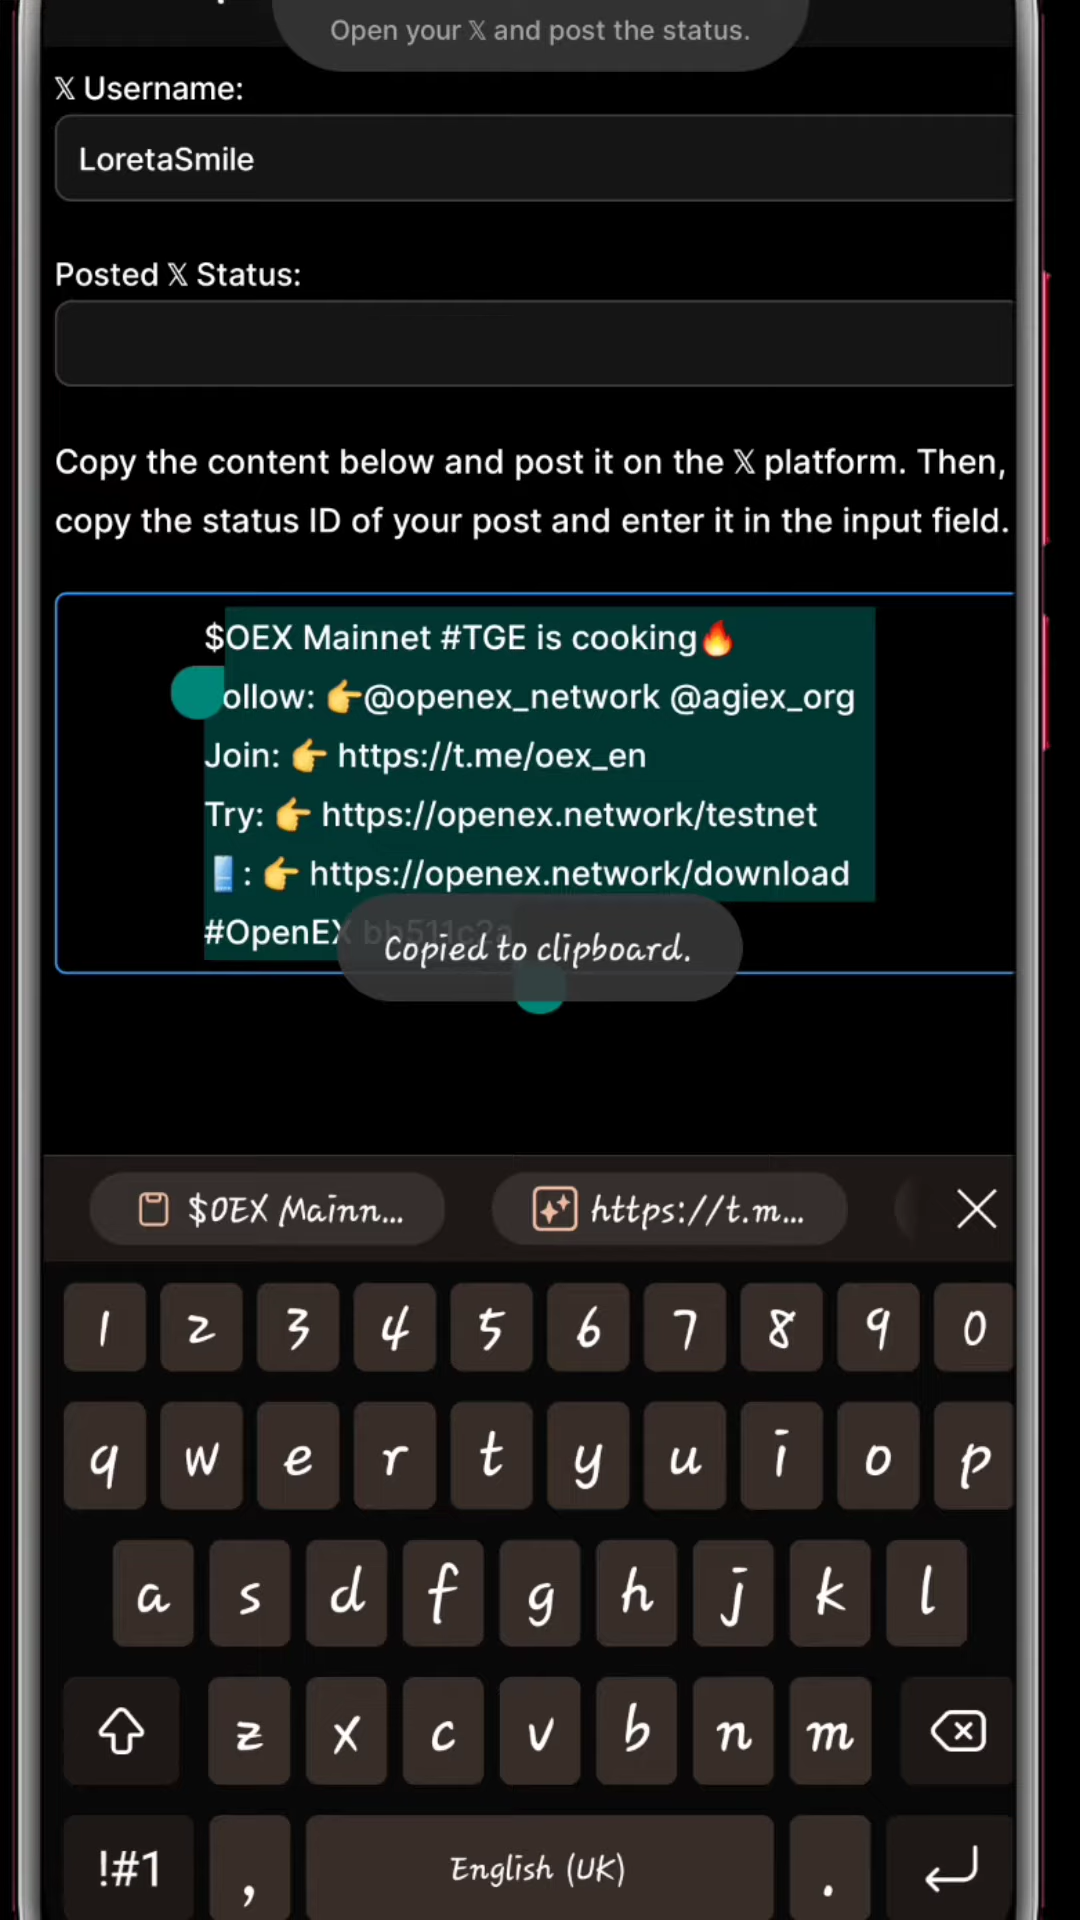 Open your 𝕏 and post the status.
𝕏 Username:
LoretaSmile
Posted 𝕏 Status:
Copy the content below and post it on the 𝕏 platform. Then,
copy the status ID of your post and enter it in the input field.
$OEX Mainnet #TGE is cooking🔥
ollow: 👉@openex_network @agiex_org
Join: 👉 https://t.me/oex_en
Try: 👉 https://openex.network/testnet
: 👉 https://openex.network/download
#OpenEX bb511c2a
Copied to clipboard.
$OEX Mainn...
https://t.m...
1 2 3 4 5 6 7 8 9 0
q w e r t y u i o p
a s d f g h j k l
z x c v b n m
!#1 , English (UK) .